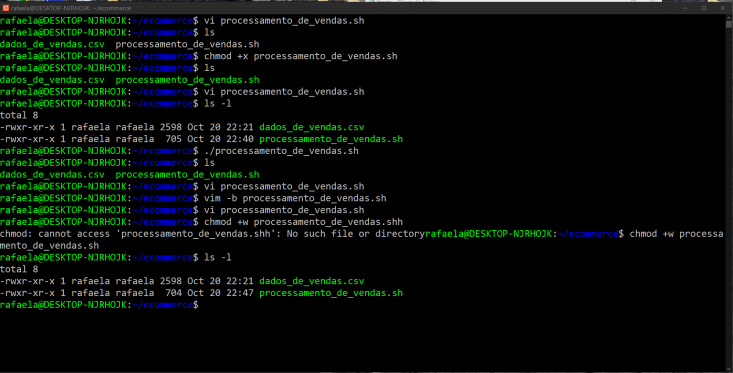 rafaela@DESKTOP-NJRHOJK: ~/ecommerce
rafaela@DESKTOP-NJRHOJK:~/ecommerce$ vi processamento_de_vendas.sh
rafaela@DESKTOP-NJRHOJK:~/ecommerce$ ls
dados_de_vendas.csv  processamento_de_vendas.sh
rafaela@DESKTOP-NJRHOJK:~/ecommerce$ chmod +x processamento_de_vendas.sh
rafaela@DESKTOP-NJRHOJK:~/ecommerce$ ls
dados_de_vendas.csv  processamento_de_vendas.sh
rafaela@DESKTOP-NJRHOJK:~/ecommerce$ vi processamento_de_vendas.sh
rafaela@DESKTOP-NJRHOJK:~/ecommerce$ ls -l
total 8
-rwxr-xr-x 1 rafaela rafaela 2598 Oct 20 22:21 dados_de_vendas.csv
-rwxr-xr-x 1 rafaela rafaela  705 Oct 20 22:40 processamento_de_vendas.sh
rafaela@DESKTOP-NJRHOJK:~/ecommerce$ ./processamento_de_vendas.sh
rafaela@DESKTOP-NJRHOJK:~/ecommerce$ ls
dados_de_vendas.csv  processamento_de_vendas.sh
rafaela@DESKTOP-NJRHOJK:~/ecommerce$ vi processamento_de_vendas.sh
rafaela@DESKTOP-NJRHOJK:~/ecommerce$ vim -b processamento_de_vendas.sh
rafaela@DESKTOP-NJRHOJK:~/ecommerce$ vi processamento_de_vendas.sh
rafaela@DESKTOP-NJRHOJK:~/ecommerce$ chmod +w processamento_de_vendas.shh
chmod: cannot access 'processamento_de_vendas.shh': No such file or directoryrafaela@DESKTOP-NJRHOJK:~/ecommerce$ chmod +w processa
mento_de_vendas.sh
rafaela@DESKTOP-NJRHOJK:~/ecommerce$ ls -l
total 8
-rwxr-xr-x 1 rafaela rafaela 2598 Oct 20 22:21 dados_de_vendas.csv
-rwxr-xr-x 1 rafaela rafaela  704 Oct 20 22:47 processamento_de_vendas.sh
rafaela@DESKTOP-NJRHOJK:~/ecommerce$